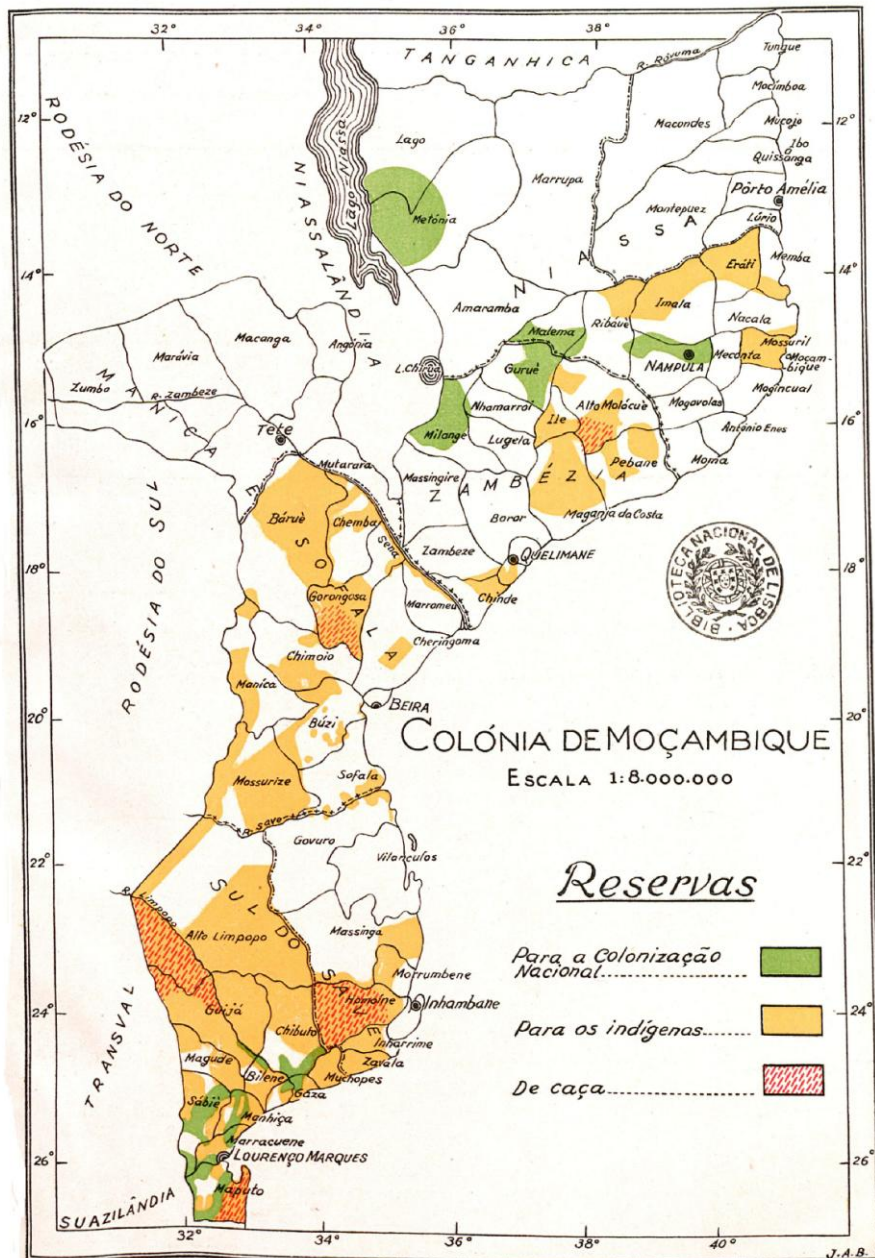 32°
34°
36°
38°
40°
TANGANHICA
R. Rovuma
Tungue
Mocímboa
12°
12°
Macondes
Mucojo
Ibo
Quissanga
Lago
Lago Niassa
NIASSALÂNDIA
RODÉSIA DO NORTE
Marrupa
Pôrto Amélia
Metónia
Montepuez
Lúrio
NIASSA
Memba
14°
14°
Eráti
Imala
Amaramba
Ribáuè
Nacala
Malema
Macanga
Angónia
Marávia
Mossuril
Moçambique
Meconta
L. Chirua
Guruè
NAMPULA
Zumbo
R. Zambeze
MANICA E SOFALA
Nhamarroi
Alto Molócuè
Mogincual
Mogovolas
16°
16°
Ile
António Enes
Tete
Milange
Lugela
Mutarara
Pebane
Moma
Massingire
ZAMBÉZIA
Boror
Maganja da Costa
Báruè
Chemba
Sena
RODÉSIA DO SUL
Zambeze
QUELIMANE
18°
18°
BIBLIOTECA NACIONAL DE LISBOA
Gorongosa
Chinde
Marromeu
Cheringoma
Chimoio
Manica
BEIRA
20°
20°
Búzi
COLÓNIA DE MOÇAMBIQUE
ESCALA 1:8.000.000
Mossurize
Sofala
R. Save
Govuro
22°
22°
Vilanculos
R. Limpopo
SUL DO SAVE
Reservas
Alto Limpopo
Massinga
Para a Colonização
Nacional
Morrumbene
24°
24°
Homoíne
Inhambane
Guijá
Chibuto
Para os indígenas
Inharrime
TRANSVAL
Magude
Zavala
Bilene
Muchopes
Gaza
De caça
Sábiè
Manhiça
Marracuene
26°
26°
LOURENÇO MARQUES
Maputo
SUAZILÂNDIA
32°
34°
36°
38°
40°
J.A.B.